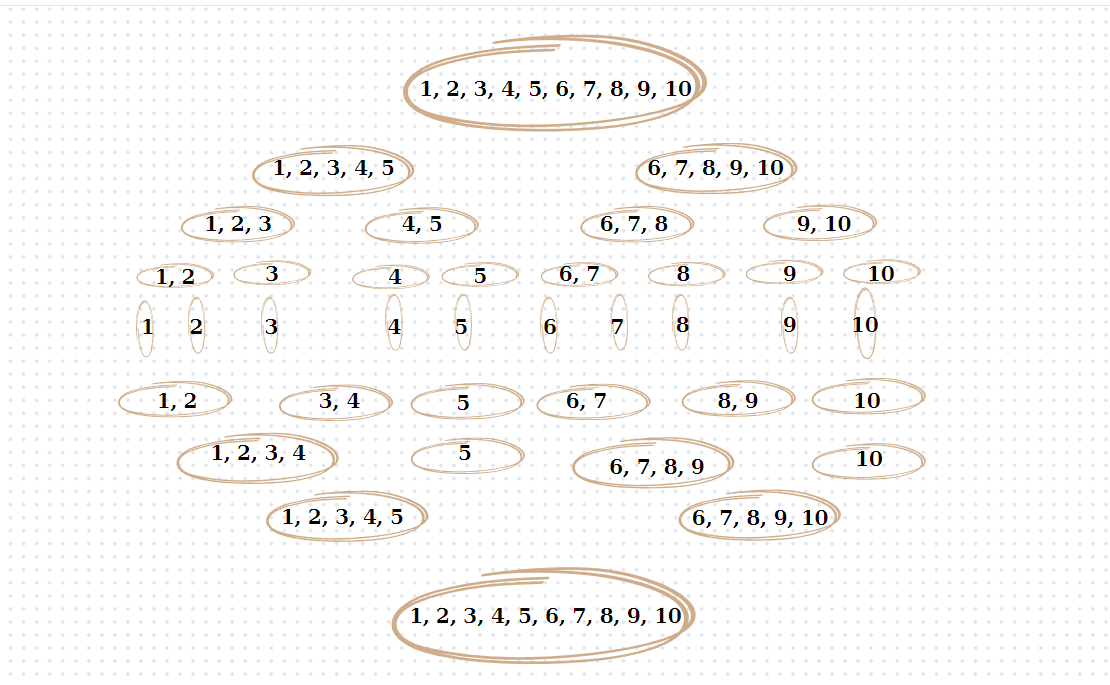 1, 2, 3, 4, 5, 6, 7, 8, 9, 10
1, 2, 3, 4, 5 6, 7, 8, 9, 10
1, 2, 3 4, 5 6, 7, 8 9, 10
1, 2 3 4 5 6, 7 8 9 10
1 2 3 4 5 6 7 8 9 10
1, 2 3, 4 5 6, 7 8, 9 10
1, 2, 3, 4 5 6, 7, 8, 9 10
1, 2, 3, 4, 5 6, 7, 8, 9, 10
1, 2, 3, 4, 5, 6, 7, 8, 9, 10